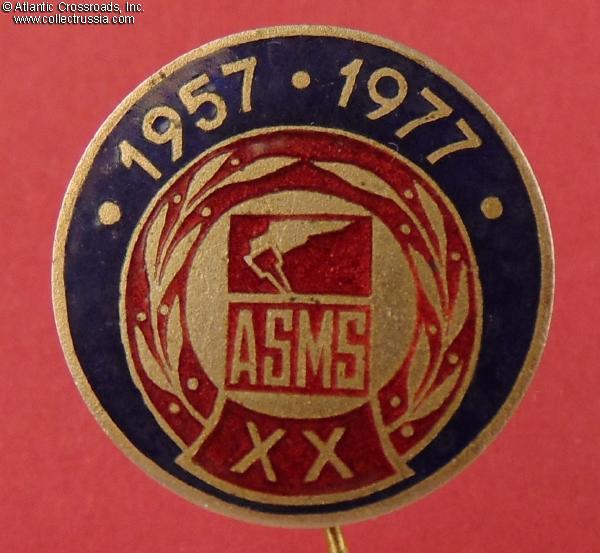 © Atlantic Crossroads, Inc.
www.collectrussia.com
1957 · 1977
ASMS
XX